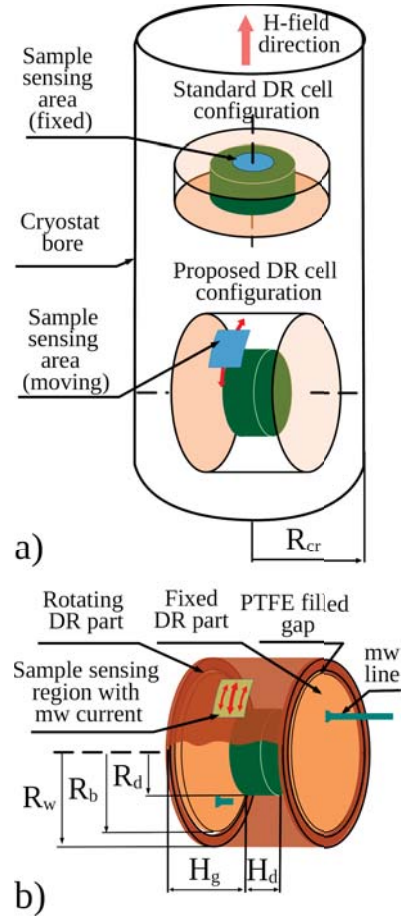 H-field
direction
Sample
sensing
area
(fixed)
Standard DR cell
configuration
Cryostat
bore
Proposed DR cell
configuration
Sample
sensing area
(moving)
a)
Rcr
Rotating
DR part
Fixed
DR part
PTFE filled
gap
Sample sensing
region with
mw current
mw
line
Rw
Rb
Rd
Hg
Hd
b)